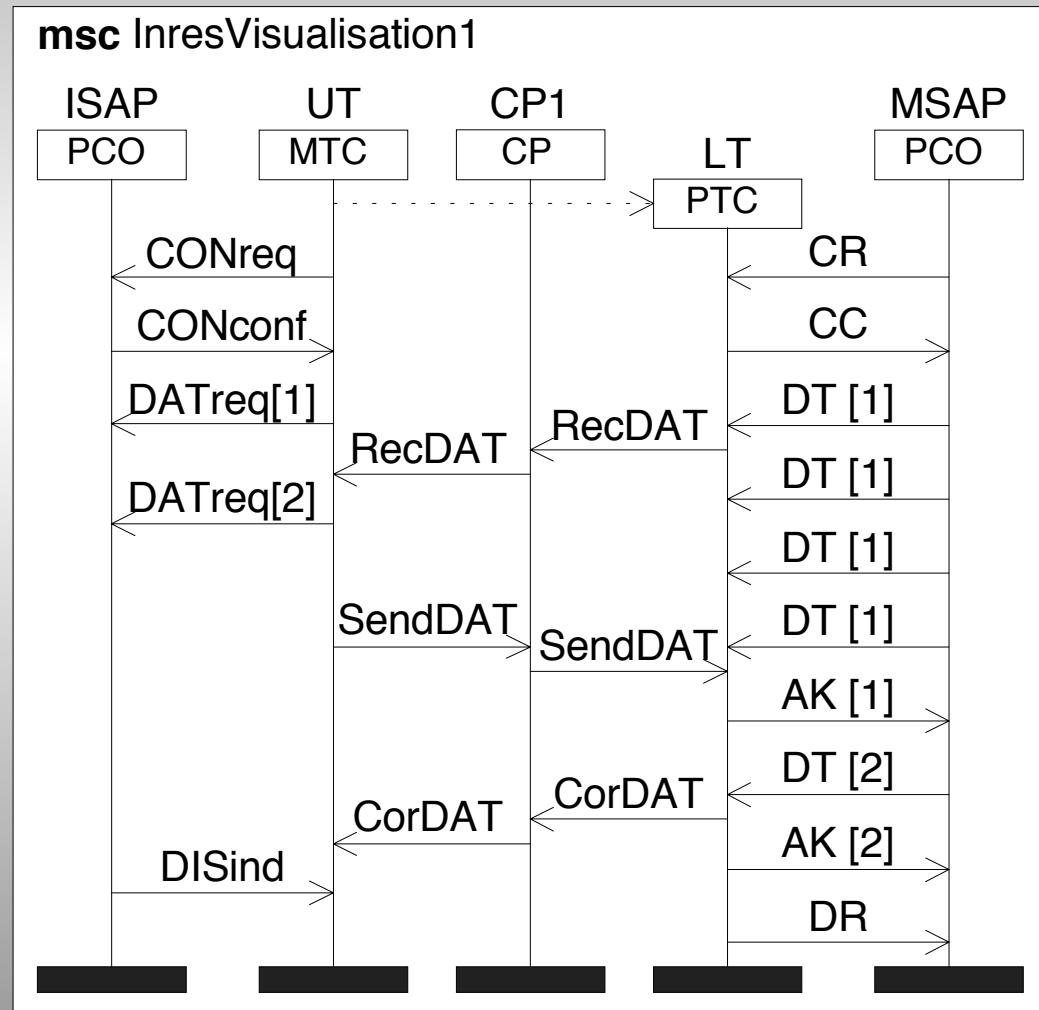 msc InresVisualisation1
ISAP UT CP1 MSAP
PCO MTC CP LT PCO
PTC
CONreq CR
CONconf CC
DATreq[1] DT [1]
RecDAT RecDAT
DATreq[2] DT [1]
DT [1]
SendDAT DT [1]
SendDAT
AK [1]
DT [2]
CorDAT CorDAT
AK [2]
DISind
DR